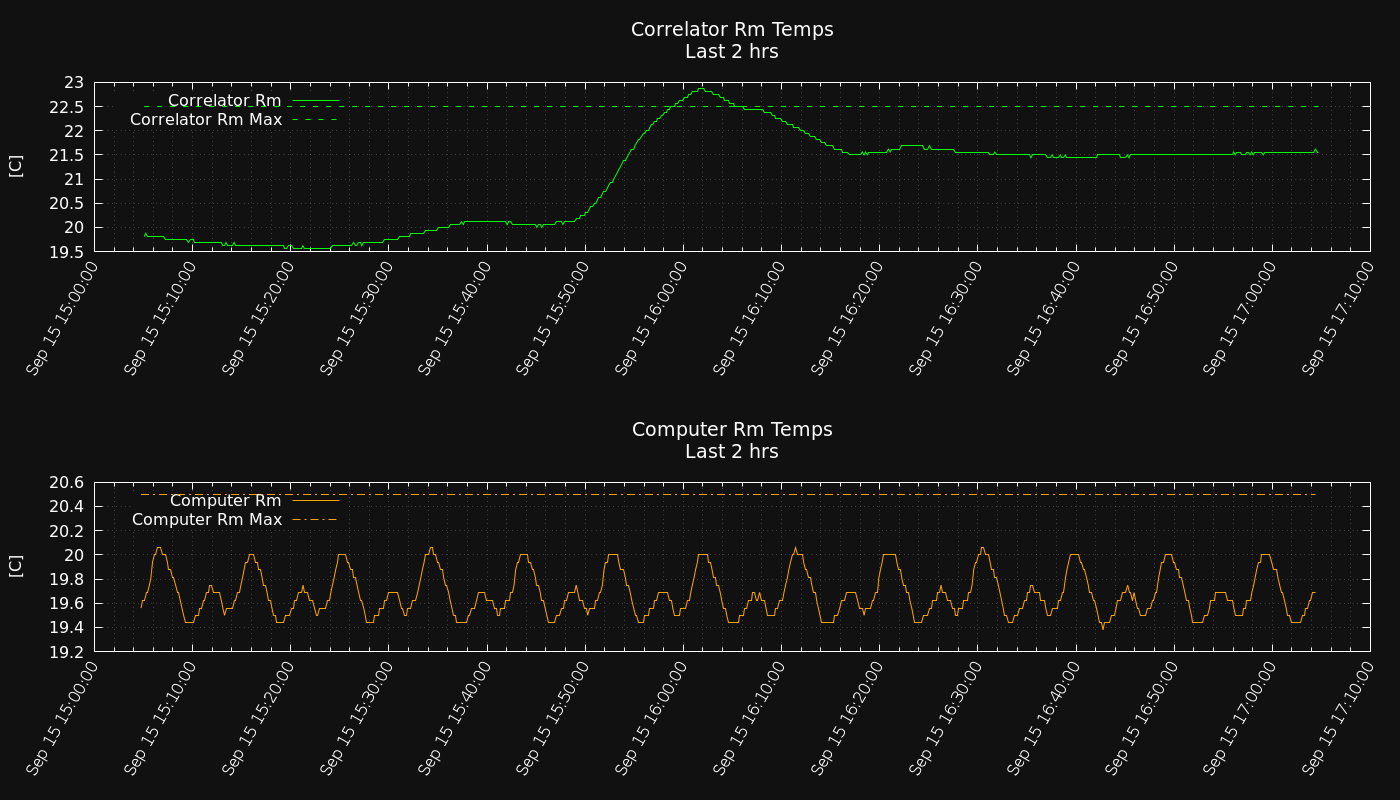 Correlator Rm Temps
Last 2 hrs
23
22.5
22
21.5
21
20.5
20
19.5
[C]
Correlator Rm
Correlator Rm Max
Sep 15 15:00:00
Sep 15 15:10:00
Sep 15 15:20:00
Sep 15 15:30:00
Sep 15 15:40:00
Sep 15 15:50:00
Sep 15 16:00:00
Sep 15 16:10:00
Sep 15 16:20:00
Sep 15 16:30:00
Sep 15 16:40:00
Sep 15 16:50:00
Sep 15 17:00:00
Sep 15 17:10:00
Computer Rm Temps
Last 2 hrs
20.6
20.4
20.2
20
19.8
19.6
19.4
19.2
[C]
Computer Rm
Computer Rm Max
Sep 15 15:00:00
Sep 15 15:10:00
Sep 15 15:20:00
Sep 15 15:30:00
Sep 15 15:40:00
Sep 15 15:50:00
Sep 15 16:00:00
Sep 15 16:10:00
Sep 15 16:20:00
Sep 15 16:30:00
Sep 15 16:40:00
Sep 15 16:50:00
Sep 15 17:00:00
Sep 15 17:10:00